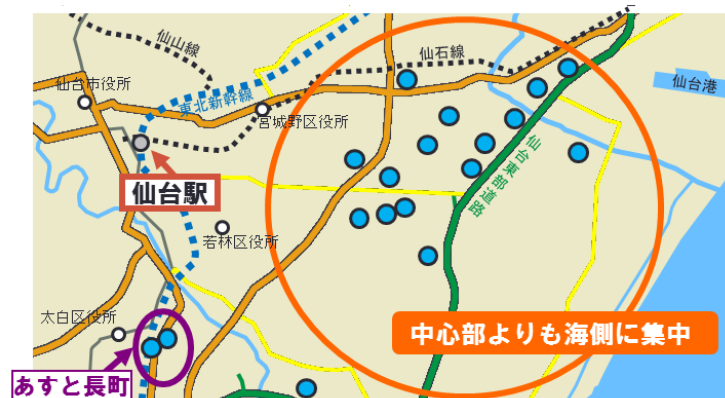 仙山線
仙石線
仙台市役所
東北新幹線
宮城野区役所
仙台港
仙台駅
仙台東部道路
若林区役所
太白区役所
中心部よりも海側に集中
あすと長町